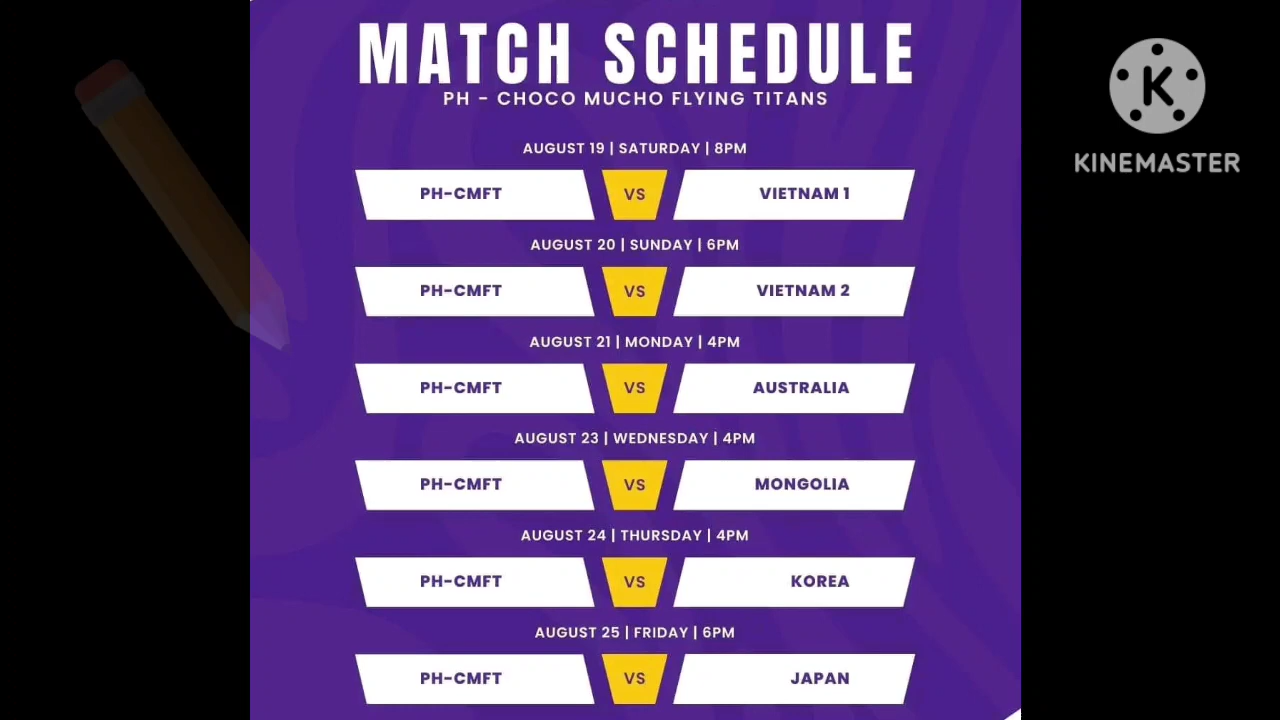 MATCH SCHEDULE
PH - CHOCO MUCHO FLYING TITANS
K
KINEMASTER
AUGUST 19 | SATURDAY | 8PM
PH-CMFT VS VIETNAM 1
AUGUST 20 | SUNDAY | 6PM
PH-CMFT VS VIETNAM 2
AUGUST 21 | MONDAY | 4PM
PH-CMFT VS AUSTRALIA
AUGUST 23 | WEDNESDAY | 4PM
PH-CMFT VS MONGOLIA
AUGUST 24 | THURSDAY | 4PM
PH-CMFT VS KOREA
AUGUST 25 | FRIDAY | 6PM
PH-CMFT VS JAPAN